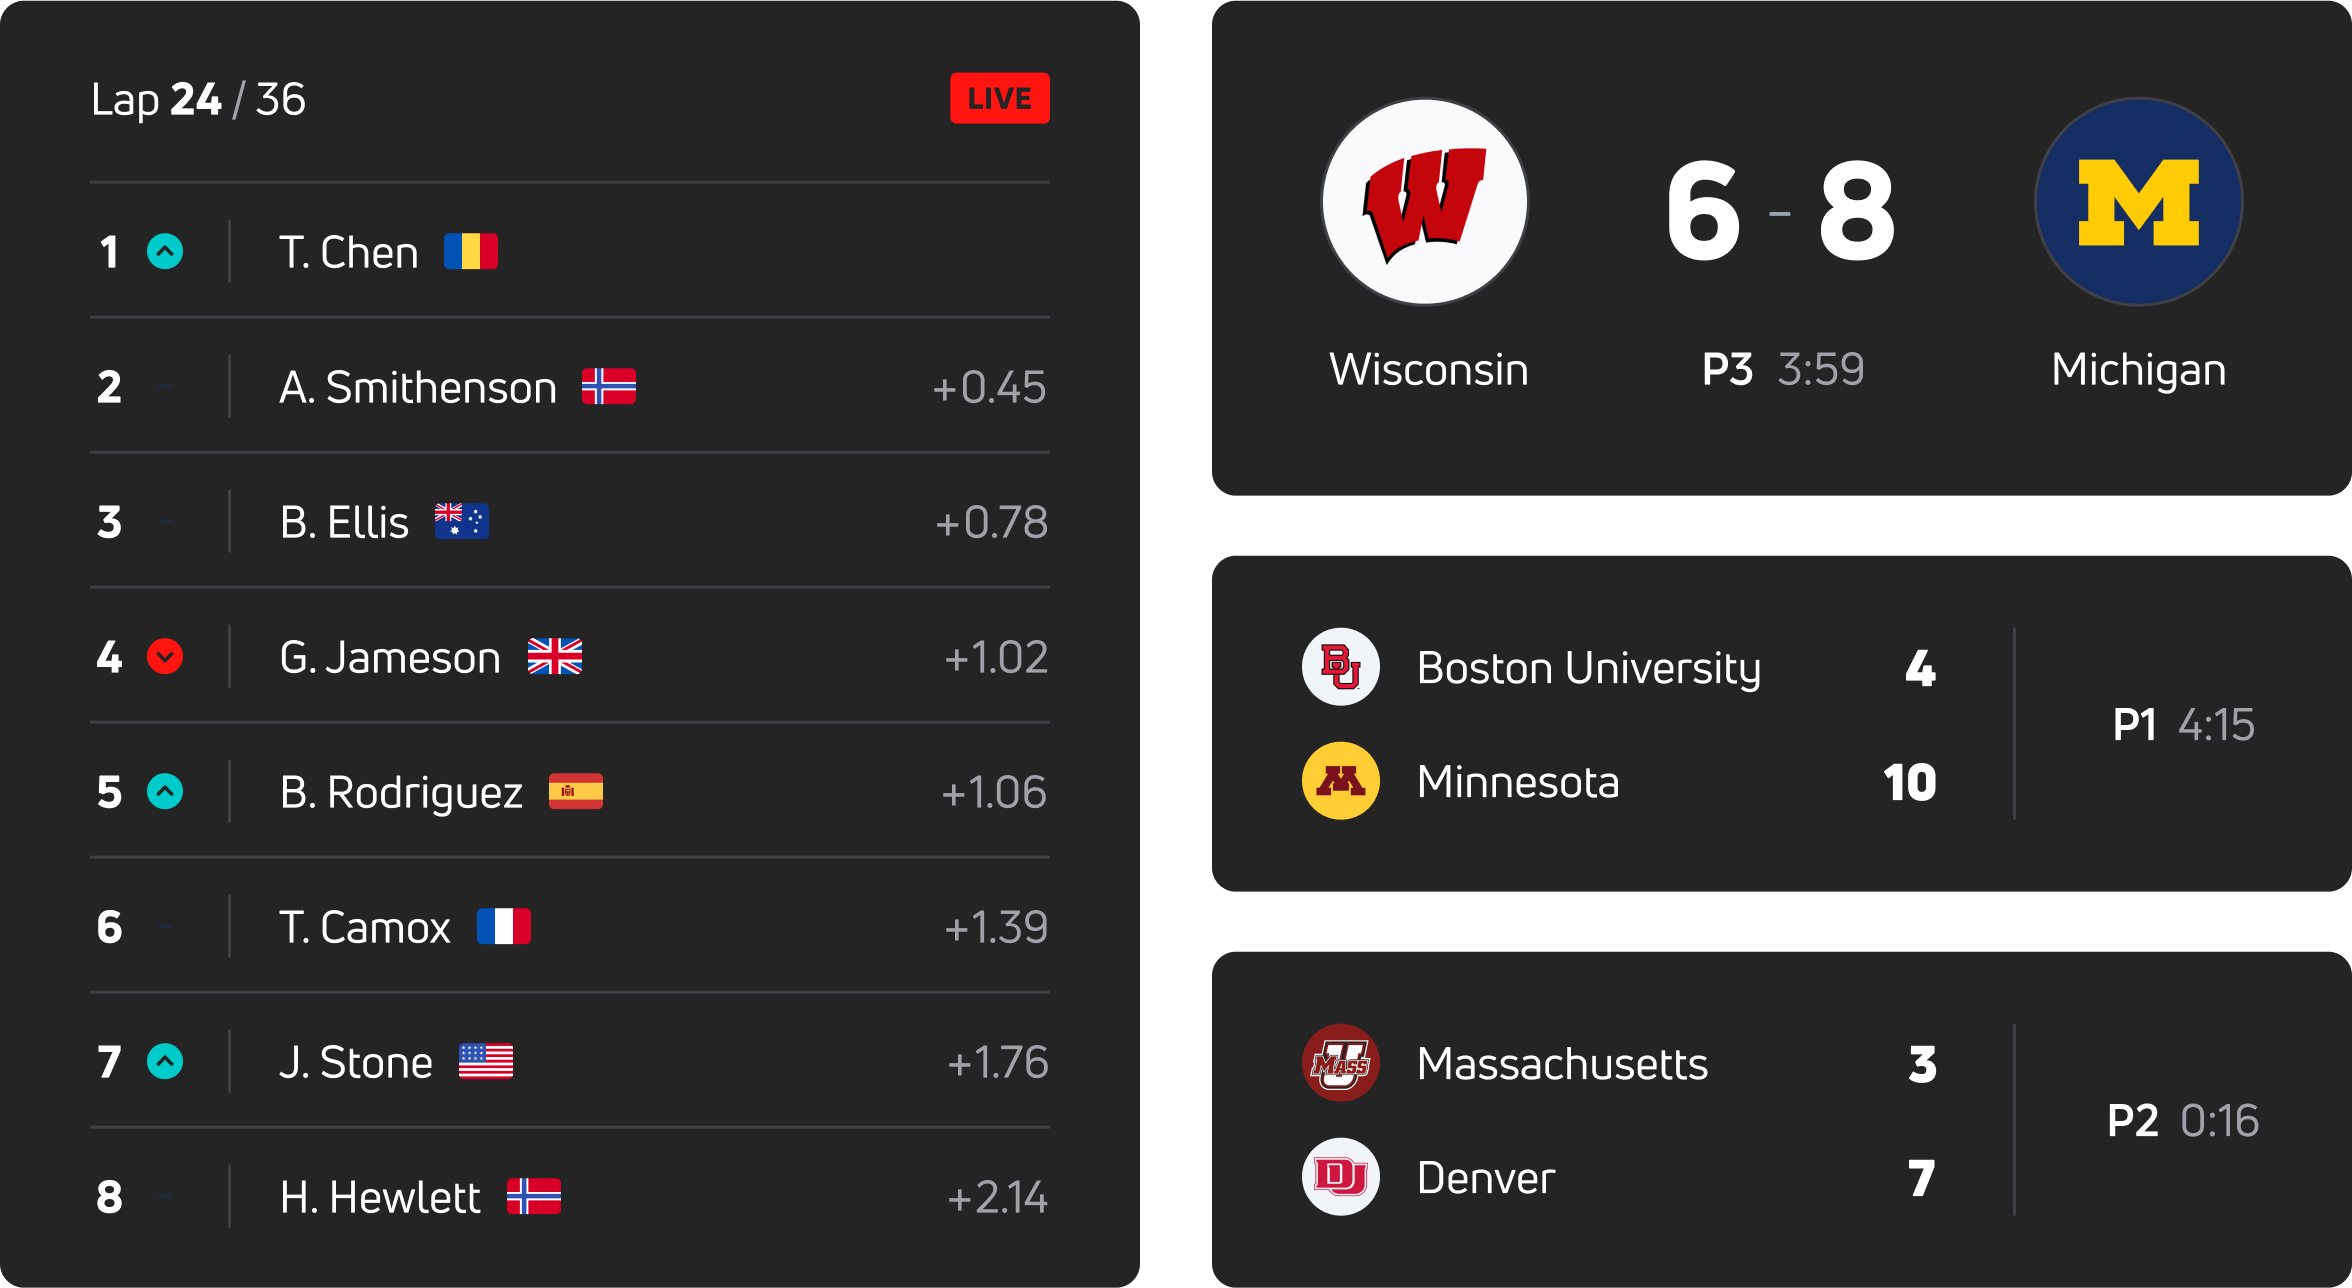 Lap 24 / 36 LIVE
1 T. Chen
2 - A. Smithenson +0.45
3 - B. Ellis +0.78
4 G. Jameson +1.02
5 B. Rodriguez +1.06
6 - T. Camox +1.39
7 J. Stone +1.76
8 - H. Hewlett +2.14
W 6 - 8 M
Wisconsin P3 3:59 Michigan
BU Boston University 4
P1 4:15
M Minnesota 10
U MASS Massachusetts 3
P2 0:16
DU Denver 7